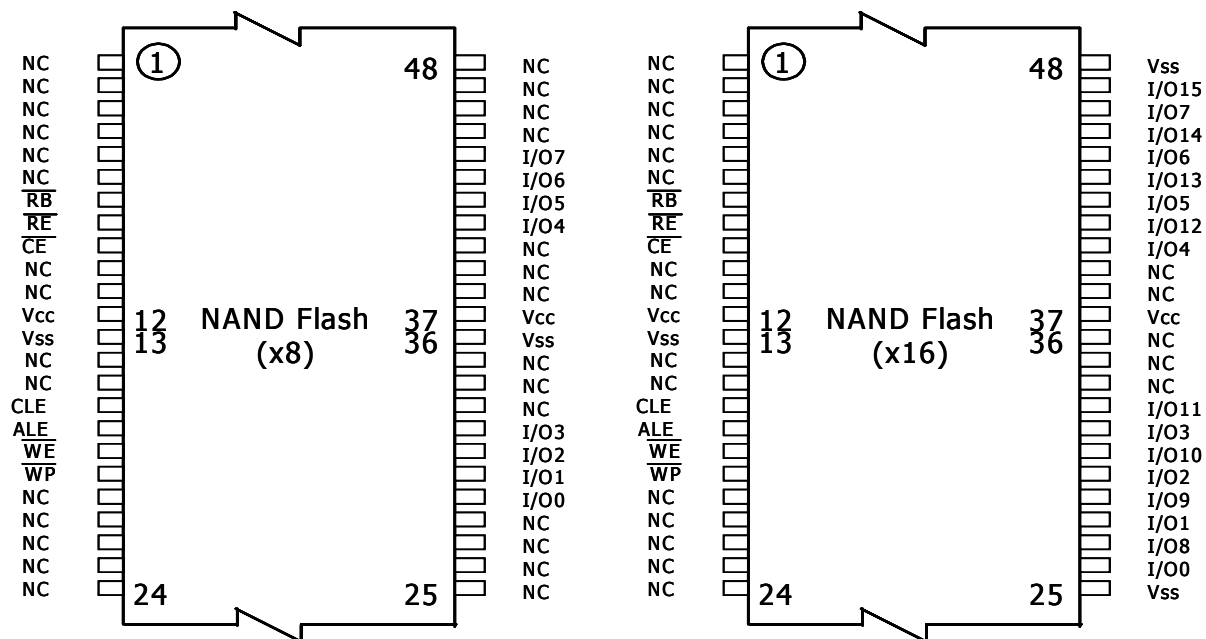 NC 1 48 NC NC 1 48 Vss
NC NC NC I/O15
NC NC NC I/O7
NC NC NC I/O14
NC I/O7 NC I/O6
NC I/O6 NC I/O13
RB I/O5 RB I/O5
RE I/O4 RE I/O12
CE NC CE I/O4
NC NC NC NC
NC NC NC NC
Vcc 12 NAND Flash 37 Vcc Vcc 12 NAND Flash 37 Vcc
Vss 13 (x8) 36 Vss Vss 13 (x16) 36 NC
NC NC NC NC
NC NC NC NC
CLE NC CLE I/O11
ALE I/O3 ALE I/O3
WE I/O2 WE I/O10
WP I/O1 WP I/O2
NC I/O0 NC I/O9
NC NC NC I/O1
NC NC NC I/O8
NC NC NC I/O0
NC 24 25 NC NC 24 25 Vss